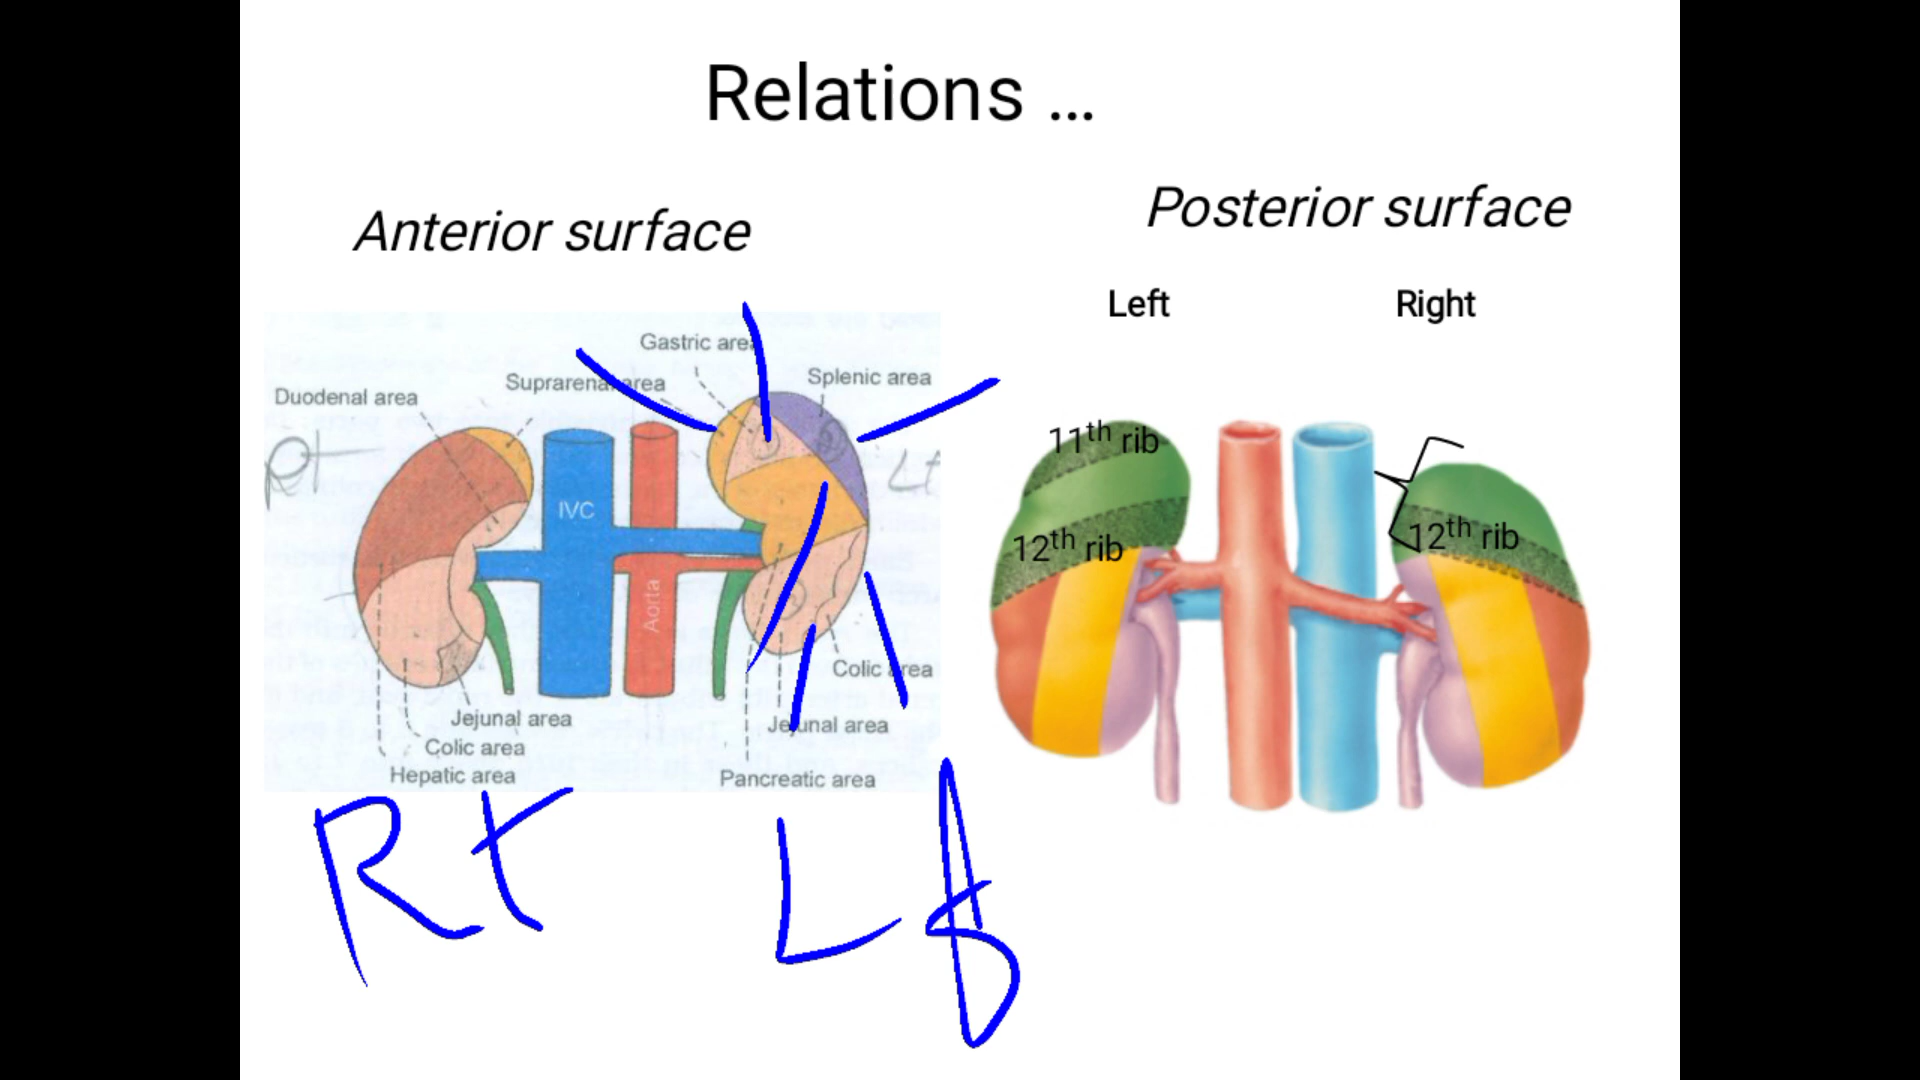 Relations ...
Anterior surface
Posterior surface
Left
Right
Gastric area
Suprarenal area
Splenic area
Duodenal area
Rt
Lt
IVC
Aorta
Colic area
Jejunal area
Pancreatic area
Jejunal area
Colic area
Hepatic area
11th rib
12th rib
12th rib
Rt